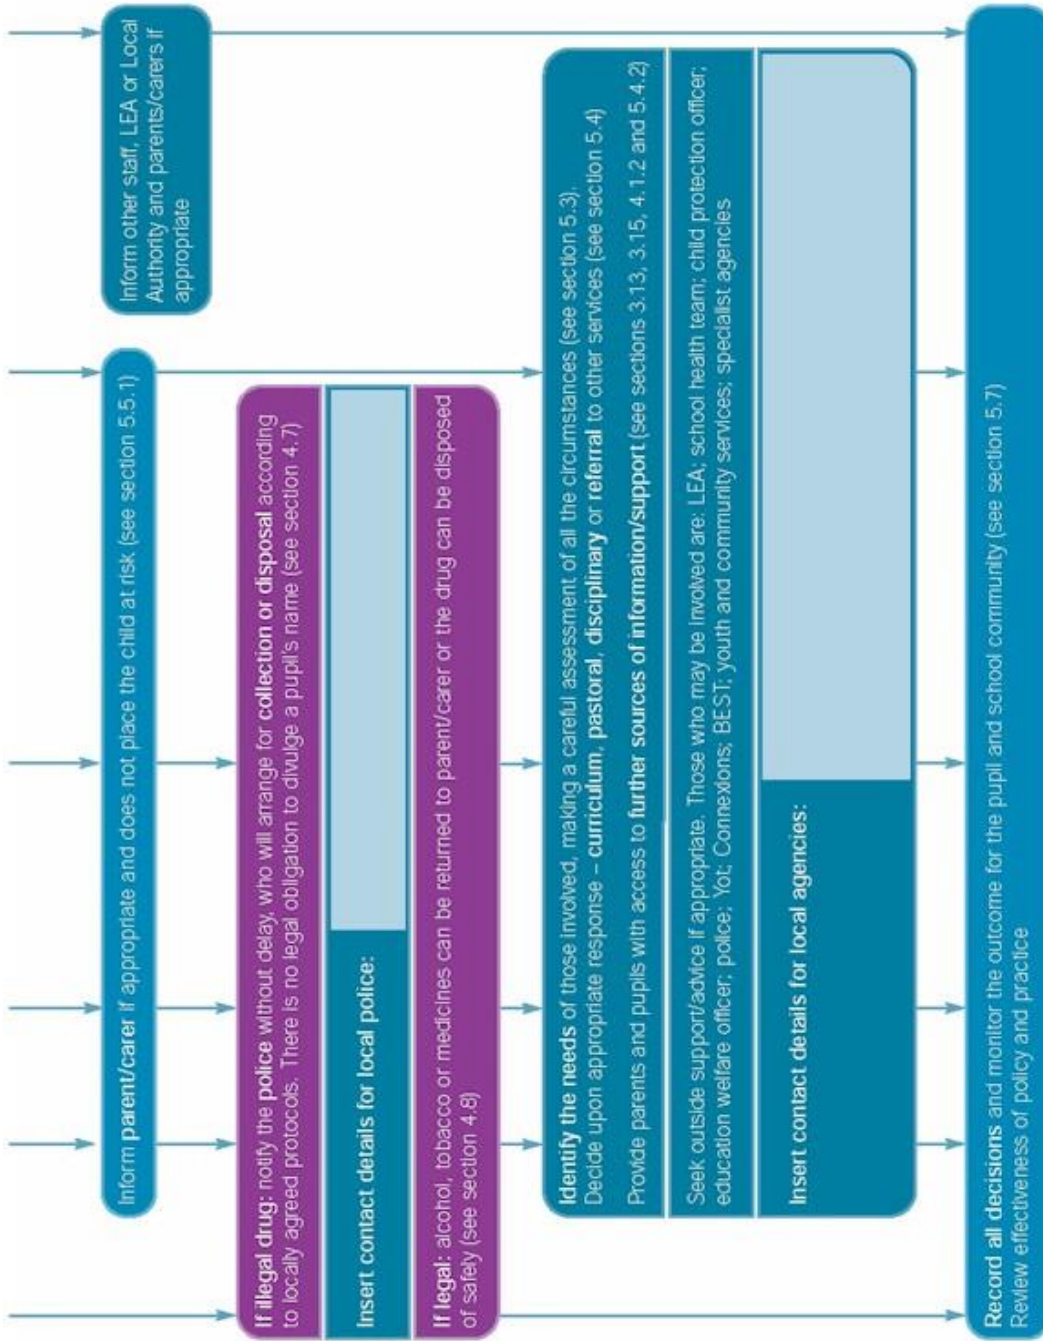 Inform parent/carer if appropriate and does not place the child at risk (see section 5.5.1)
Inform other staff, LEA or Local
Authority and parents/carers if
appropriate
If illegal drug: notify the police without delay, who will arrange for collection or disposal according
to locally agreed protocols. There is no legal obligation to divulge a pupil's name (see section 4.7)
Insert contact details for local police:
If legal: alcohol, tobacco or medicines can be returned to parent/carer or the drug can be disposed
of safely (see section 4.8)
Identify the needs of those involved, making a careful assessment of all the circumstances (see section 5.3).
Decide upon appropriate response – curriculum, pastoral, disciplinary or referral to other services (see section 5.4)
Provide parents and pupils with access to further sources of information/support (see sections 3.13, 3.15, 4.1.2 and 5.4.2)
Seek outside support/advice if appropriate. Those who may be involved are: LEA; school health team; child protection officer;
education welfare officer; police; Yot; Connexions; BEST; youth and community services; specialist agencies
Insert contact details for local agencies:
Record all decisions and monitor the outcome for the pupil and school community (see section 5.7)
Review effectiveness of policy and practice